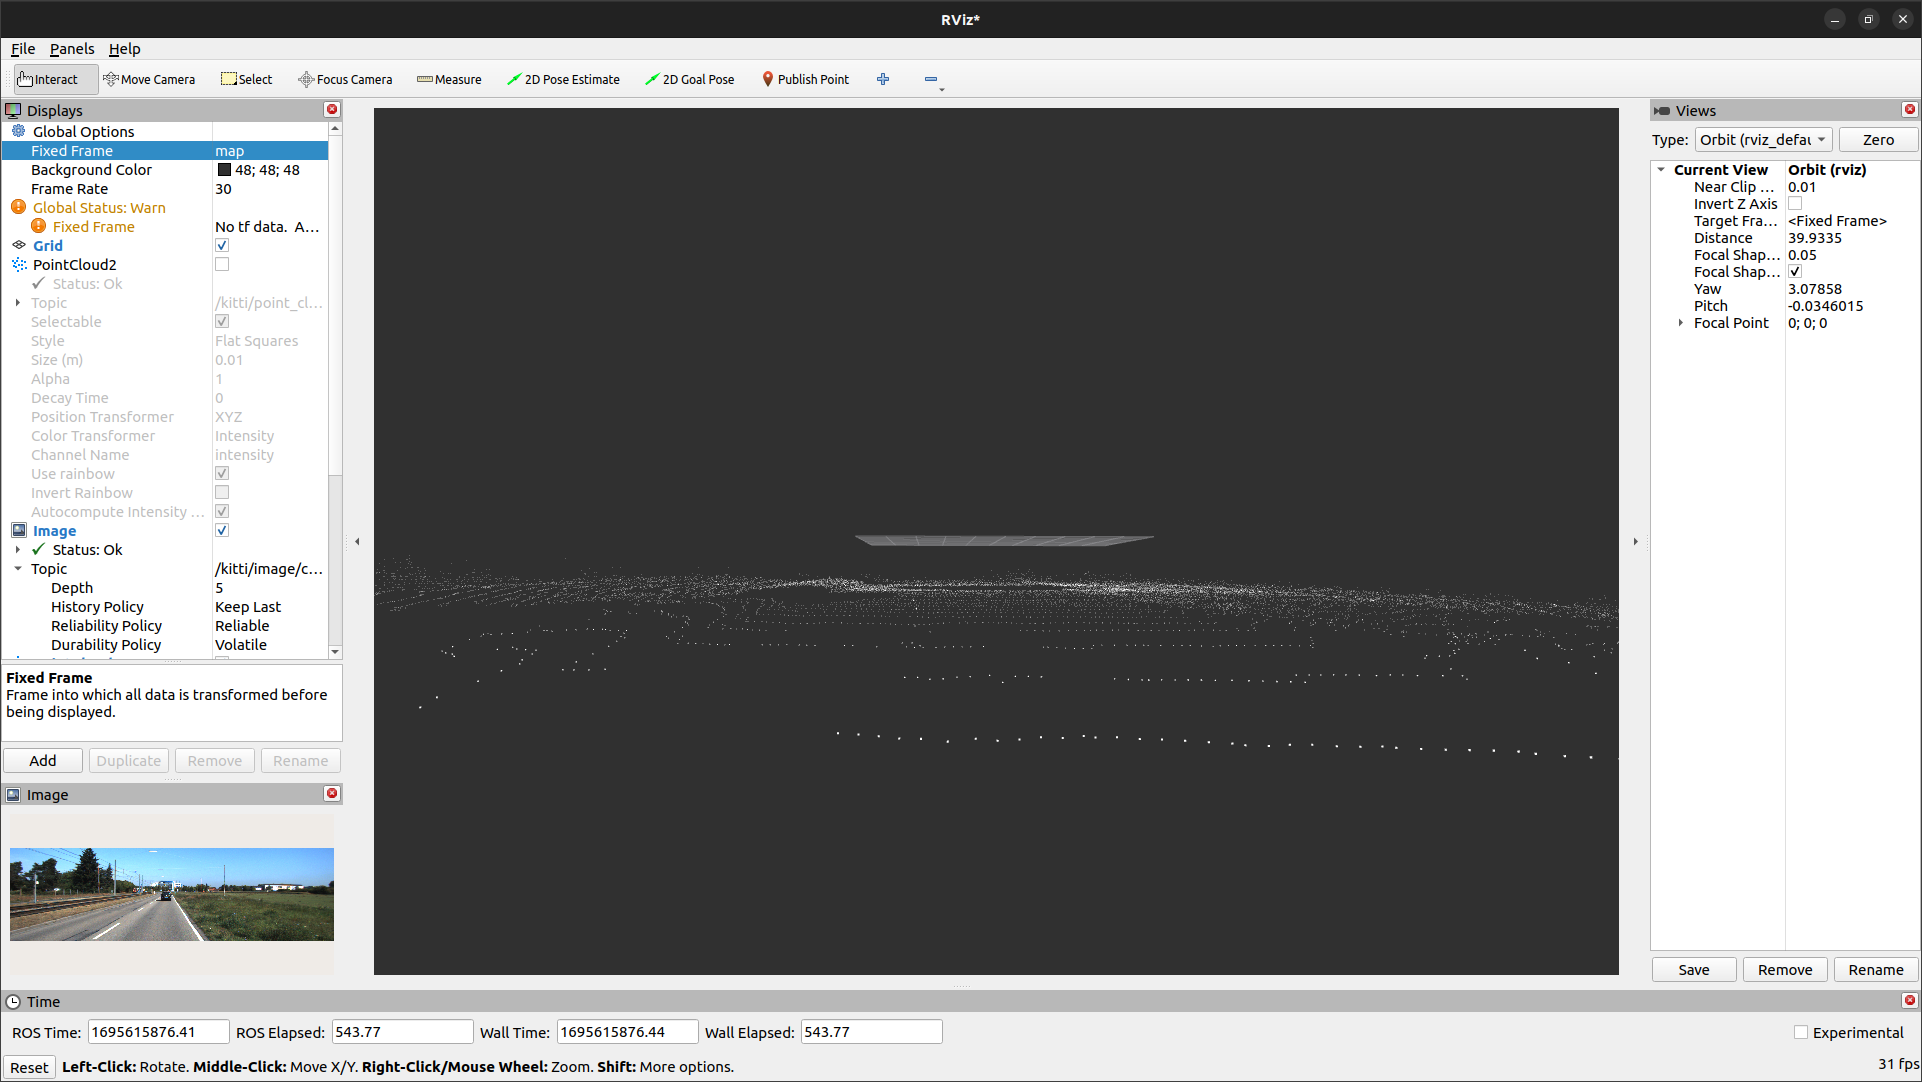 RViz*
File Panels Help
Interact Move Camera Select Focus Camera Measure 2D Pose Estimate 2D Goal Pose Publish Point
Displays
Global Options
Fixed Frame map
Background Color 48; 48; 48
Frame Rate 30
Global Status: Warn
Fixed Frame No tf data. A...
Grid
PointCloud2
Status: Ok
Topic /kitti/point_cl...
Selectable
Style Flat Squares
Size (m) 0.01
Alpha 1
Decay Time 0
Position Transformer XYZ
Color Transformer Intensity
Channel Name intensity
Use rainbow
Invert Rainbow
Autocompute Intensity ...
Image
Status: Ok
Topic /kitti/image/c...
Depth 5
History Policy Keep Last
Reliability Policy Reliable
Durability Policy Volatile
Fixed Frame
Frame into which all data is transformed before
being displayed.
Add Duplicate Remove Rename
Image
Views
Type: Orbit (rviz_defau Zero
Current View Orbit (rviz)
Near Clip ... 0.01
Invert Z Axis
Target Fra... <Fixed Frame>
Distance 39.9335
Focal Shap... 0.05
Focal Shap...
Yaw 3.07858
Pitch -0.0346015
Focal Point 0; 0; 0
Save Remove Rename
Time
ROS Time: 1695615876.41 ROS Elapsed: 543.77 Wall Time: 1695615876.44 Wall Elapsed: 543.77 Experimental
Reset Left-Click: Rotate. Middle-Click: Move X/Y. Right-Click/Mouse Wheel: Zoom. Shift: More options. 31 fps